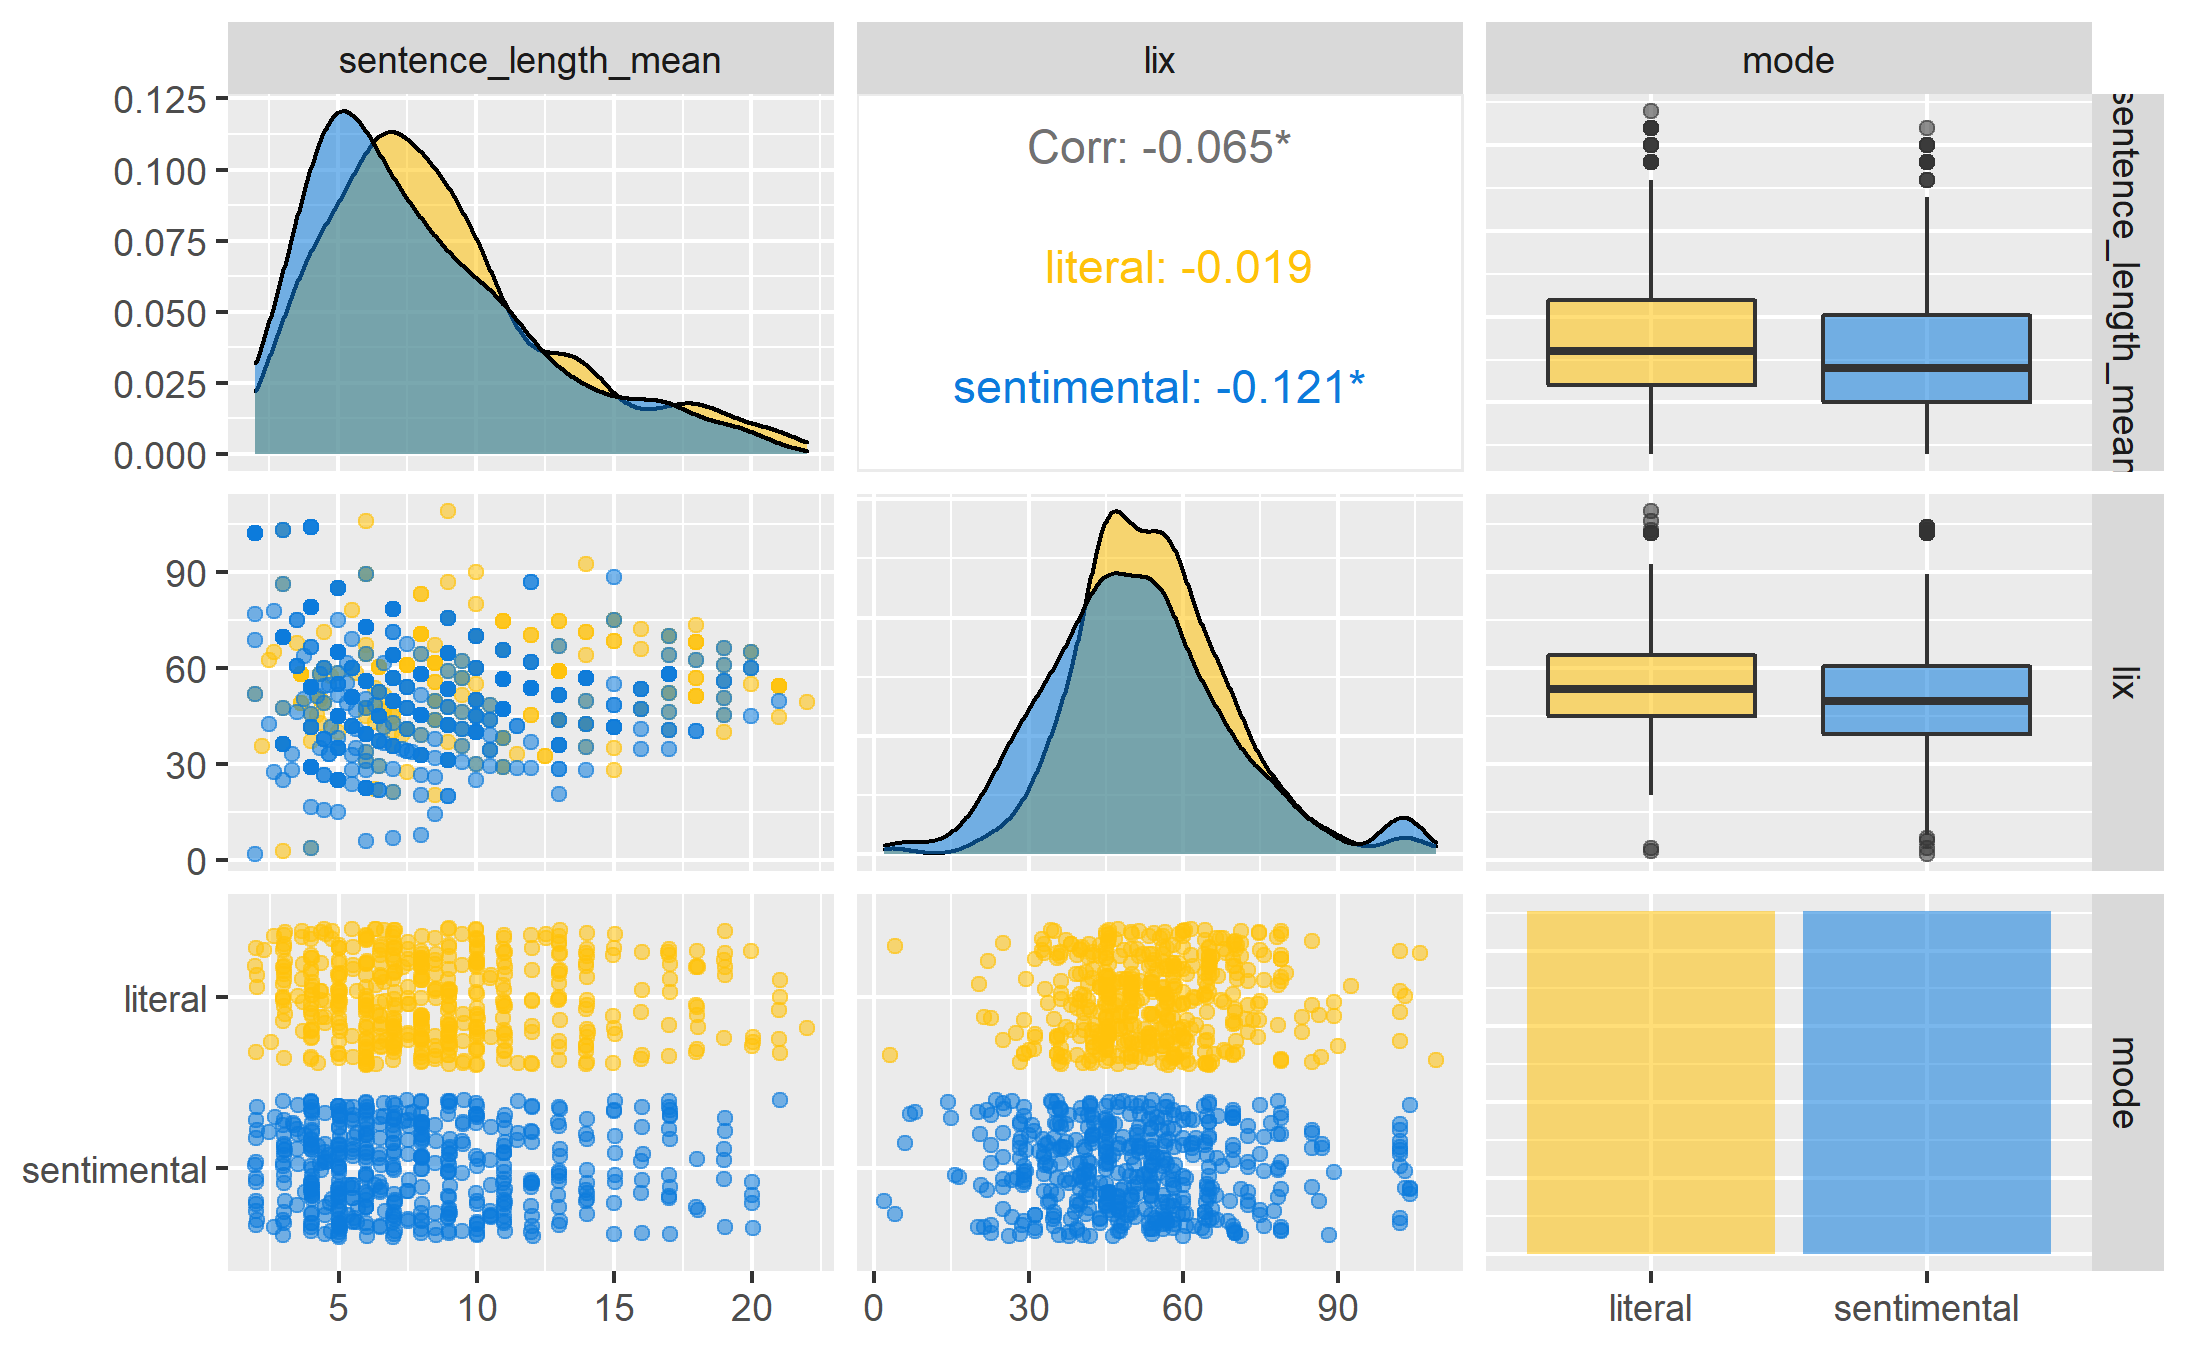 sentence_length_mean
lix
mode
0.125
0.100
0.075
0.050
0.025
0.000
Corr: -0.065*
literal: -0.019
sentimental: -0.121*
sentence_length_mean
90
60
30
0
lix
literal
sentimental
mode
5
10
15
20
0
30
60
90
literal
sentimental